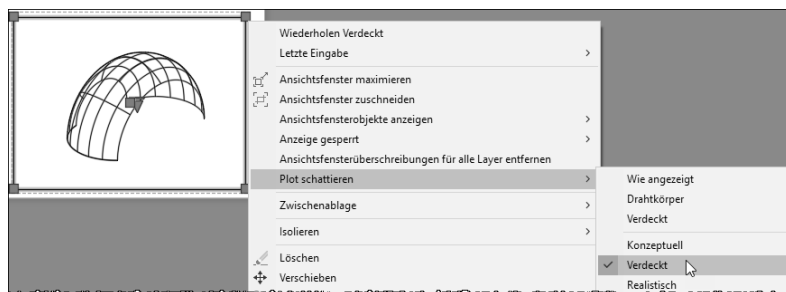 Wiederholen Verdeckt
Letzte Eingabe
Ansichtsfenster maximieren
Ansichtsfenster zuschneiden
Ansichtsfensterobjekte anzeigen
Anzeige gesperrt
Ansichtsfensterüberschreibungen für alle Layer entfernen
Plot schattieren
Zwischenablage
Isolieren
Löschen
Verschieben
Wie angezeigt
Drahtkörper
Verdeckt
Konzeptuell
Verdeckt
Realistisch